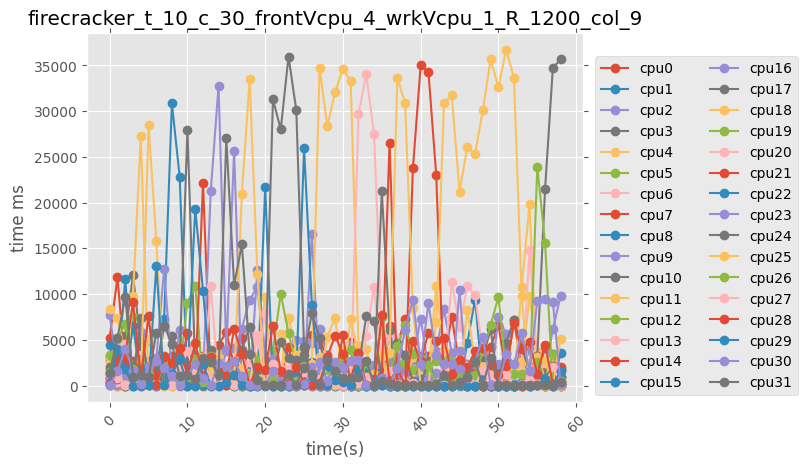 firecracker_t_10_c_30_frontVcpu_4_wrkVcpu_1_R_1200_col_9
35000
30000
25000
20000
15000
10000
5000
0
time ms
0
10
20
30
40
50
60
time(s)
cpu0
cpu1
cpu2
cpu3
cpu4
cpu5
cpu6
cpu7
cpu8
cpu9
cpu10
cpu11
cpu12
cpu13
cpu14
cpu15
cpu16
cpu17
cpu18
cpu19
cpu20
cpu21
cpu22
cpu23
cpu24
cpu25
cpu26
cpu27
cpu28
cpu29
cpu30
cpu31